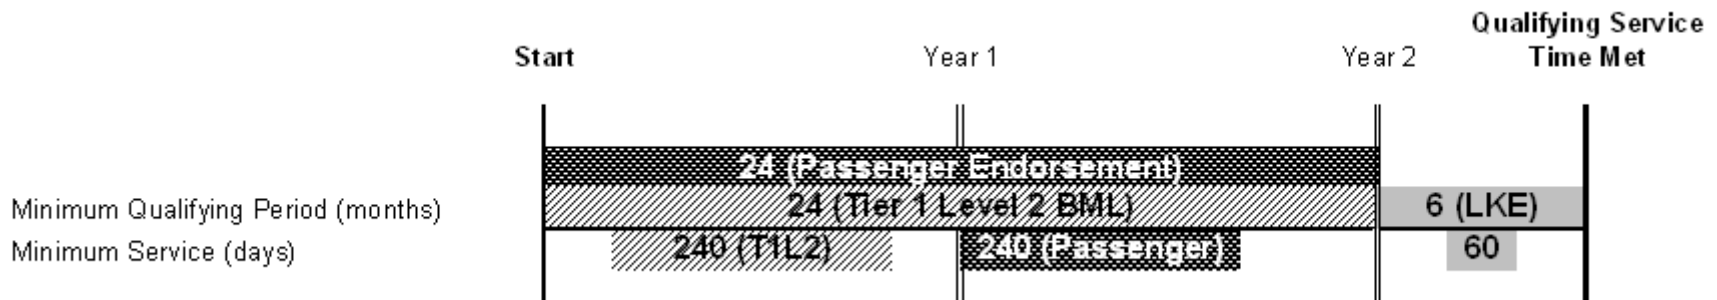 Qualifying Service
Start Year 1 Year 2 Time Met
24 (Passenger Endorsement)
Minimum Qualifying Period (months) 24 (Tier 1 Level 2 BML) 6 (LKE)
Minimum Service (days) 240 (T1L2) 240 (Passenger) 60